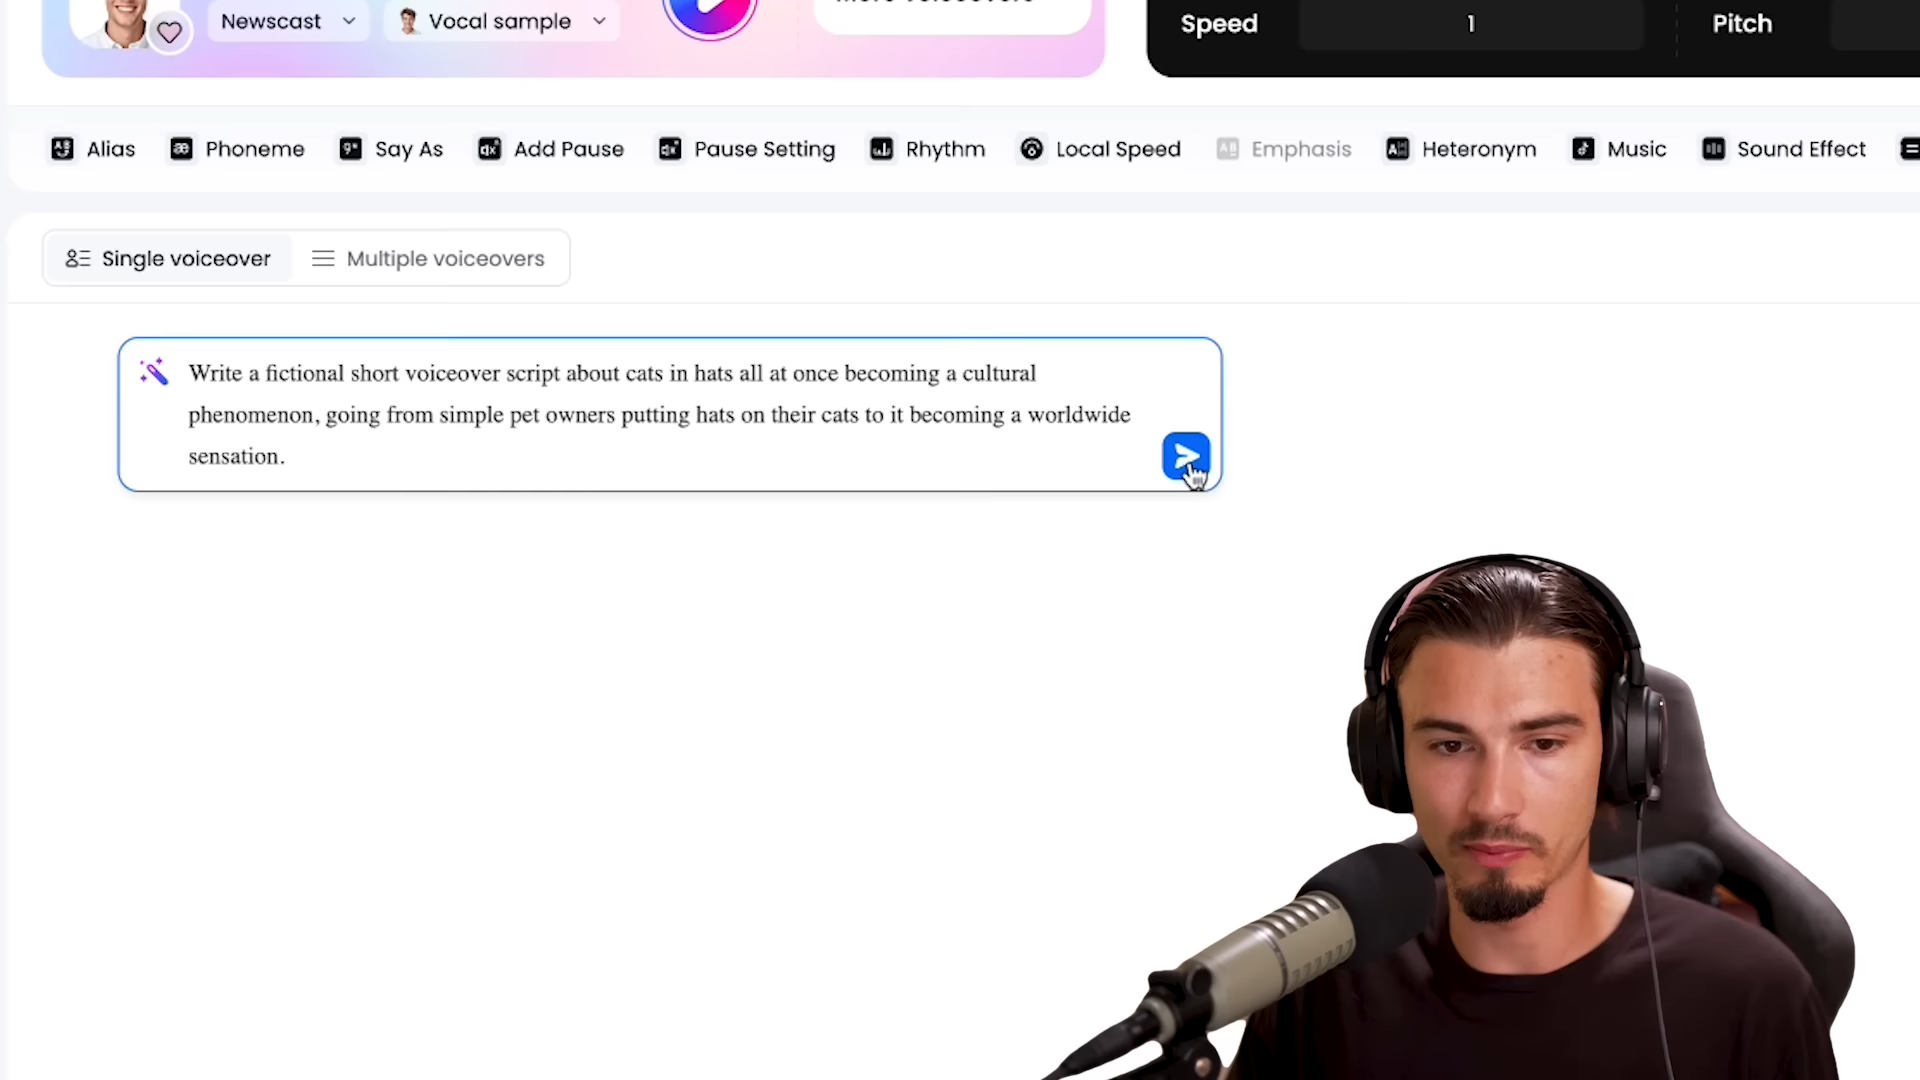 Newscast
Vocal sample
Speed
1
Pitch
Alias
Phoneme
Say As
Add Pause
Pause Setting
Rhythm
Local Speed
Emphasis
Heteronym
Music
Sound Effect
Single voiceover
Multiple voiceovers
Write a fictional short voiceover script about cats in hats all at once becoming a cultural
phenomenon, going from simple pet owners putting hats on their cats to it becoming a worldwide
sensation.